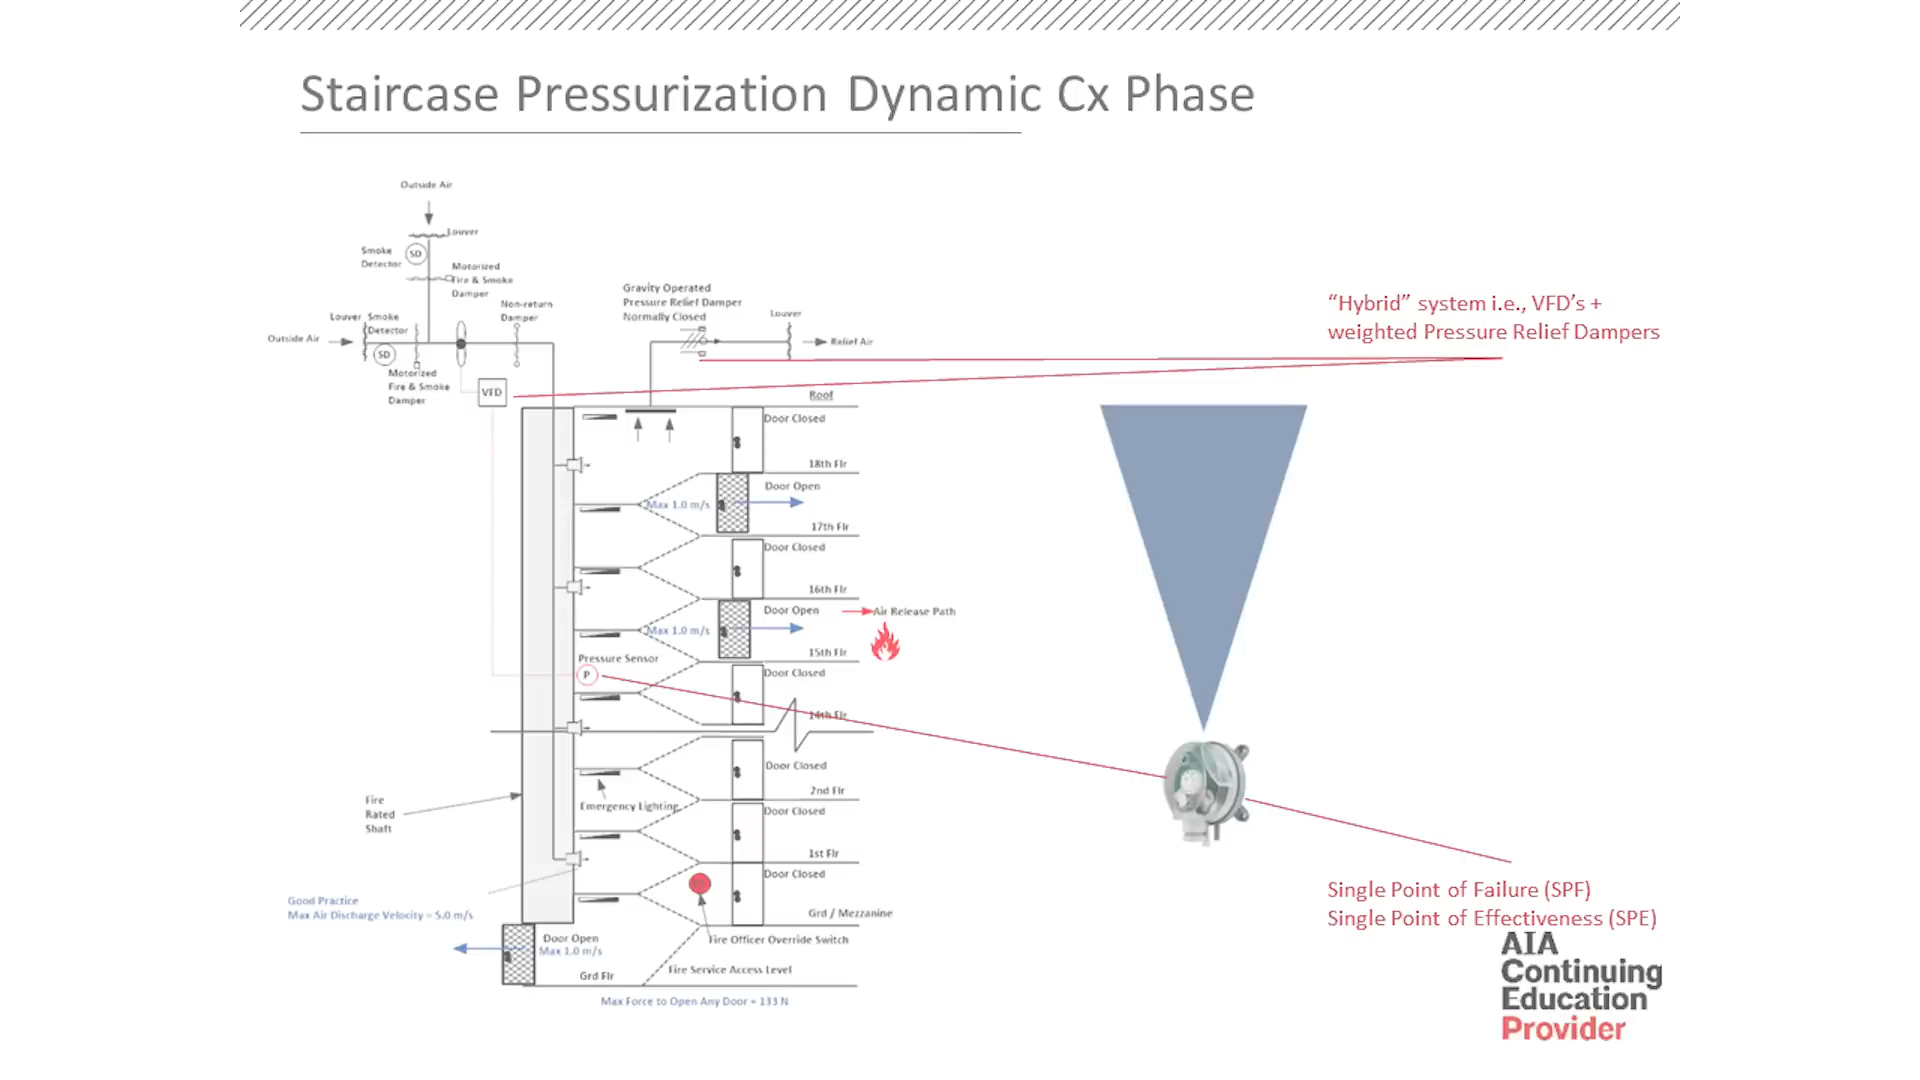 Staircase Pressurization Dynamic Cx Phase
Outside Air
Louver
Smoke
Detector
SD
Motorized
Fire & Smoke
Damper
Non-return
Damper
Louver
Smoke
Detector
Outside Air
SD
Motorized
Fire & Smoke
Damper
VFD
Gravity Operated
Pressure Relief Damper
Normally Closed
Louver
Relief Air
"Hybrid" system i.e., VFD's +
weighted Pressure Relief Dampers
Roof
Door Closed
18th Flr
Door Open
Max 1.0 m/s
17th Flr
Door Closed
16th Flr
Door Open
Air Release Path
Max 1.0 m/s
15th Flr
Pressure Sensor
P
Door Closed
14th Flr
Door Closed
2nd Flr
Emergency Lighting
Fire
Rated
Shaft
Door Closed
1st Flr
Door Closed
Good Practice
Max Air Discharge Velocity = 5.0 m/s
Grd / Mezzanine
Door Open
Max 1.0 m/s
Fire Officer Override Switch
Grd Flr
Fire Service Access Level
Max Force to Open Any Door = 133 N
Single Point of Failure (SPF)
Single Point of Effectiveness (SPE)
AIA
Continuing
Education
Provider